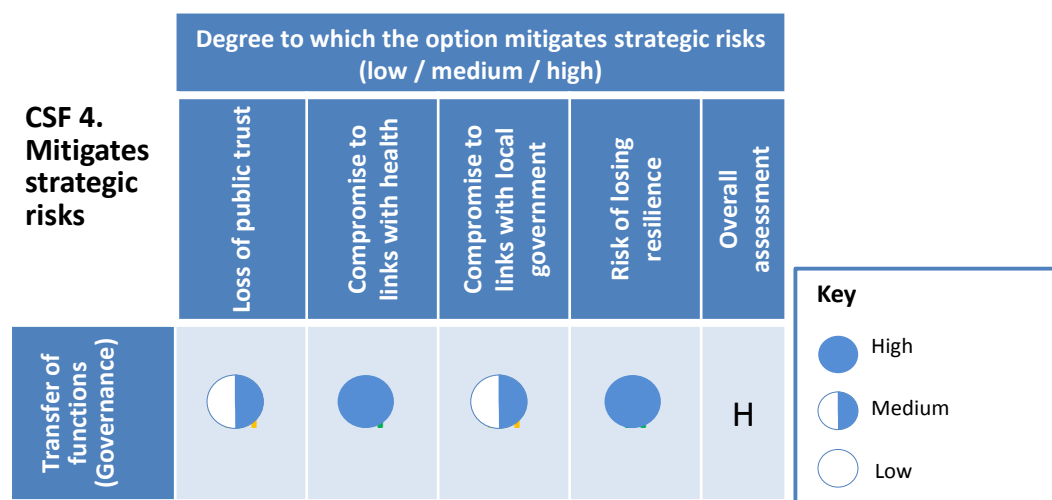 Degree to which the option mitigates strategic risks
(low / medium / high)
CSF 4.
Mitigates
strategic
risks
Loss of public trust
Compromise to
links with health
Compromise to
links with local
government
Risk of losing
resilience
Overall
assessment
Key
High
Medium
Low
Transfer of
functions
(Governance)
H